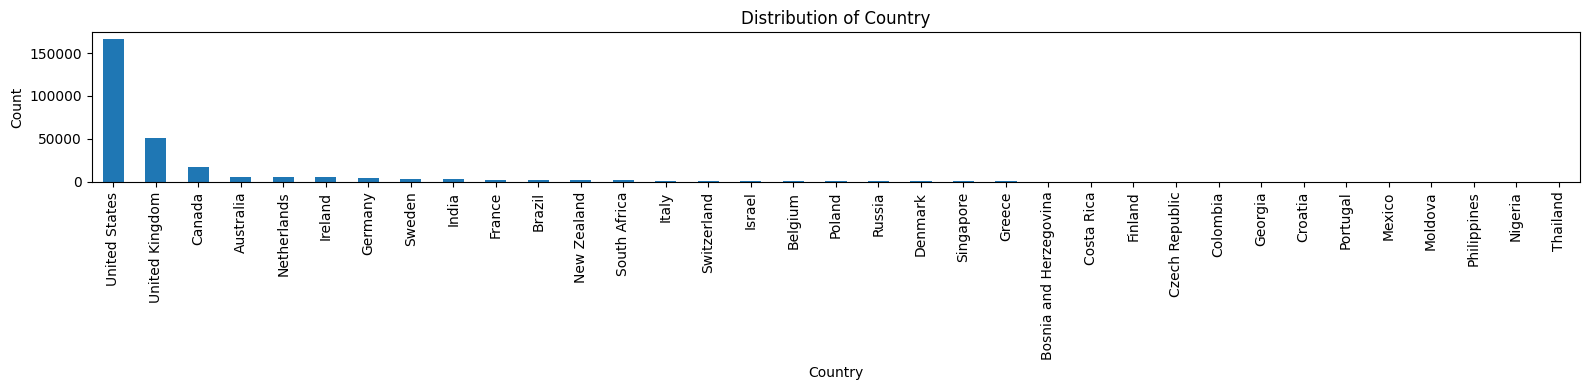 Distribution of Country
Count
150000
100000
50000
0
United States
United Kingdom
Canada
Australia
Netherlands
Ireland
Germany
Sweden
India
France
Brazil
New Zealand
South Africa
Italy
Switzerland
Israel
Belgium
Poland
Russia
Denmark
Singapore
Greece
Bosnia and Herzegovina
Costa Rica
Finland
Czech Republic
Colombia
Georgia
Croatia
Portugal
Mexico
Moldova
Philippines
Nigeria
Thailand
Country